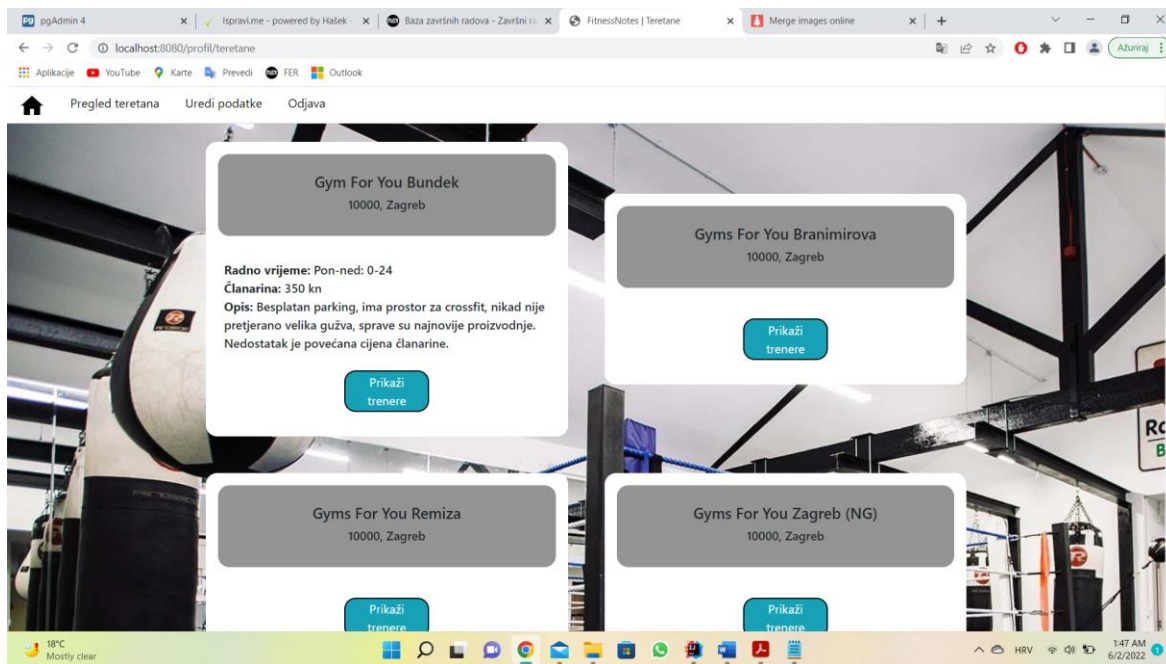 pgAdmin 4
Ispravi.me - powered by Hašek -
Baza završnih radova - Završni ra
FitnessNotes | Teretane
Merge images online
localhost:8080/profil/teretane
Ažuriraj
Aplikacije YouTube Karte Prevedi FER Outlook
Pregled teretana Uredi podatke Odjava
Gym For You Bundek
10000, Zagreb
Radno vrijeme: Pon-ned: 0-24
Članarina: 350 kn
Opis: Besplatan parking, ima prostor za crossfit, nikad nije
pretjerano velika gužva, sprave su najnovije proizvodnje.
Nedostatak je povećana cijena članarine.
Prikaži
trenere
Gyms For You Branimirova
10000, Zagreb
Prikaži
trenere
Gyms For You Remiza
10000, Zagreb
Prikaži
trenere
Gyms For You Zagreb (NG)
10000, Zagreb
Prikaži
trenere
18°C
Mostly clear
HRV
1:47 AM
6/2/2022
1